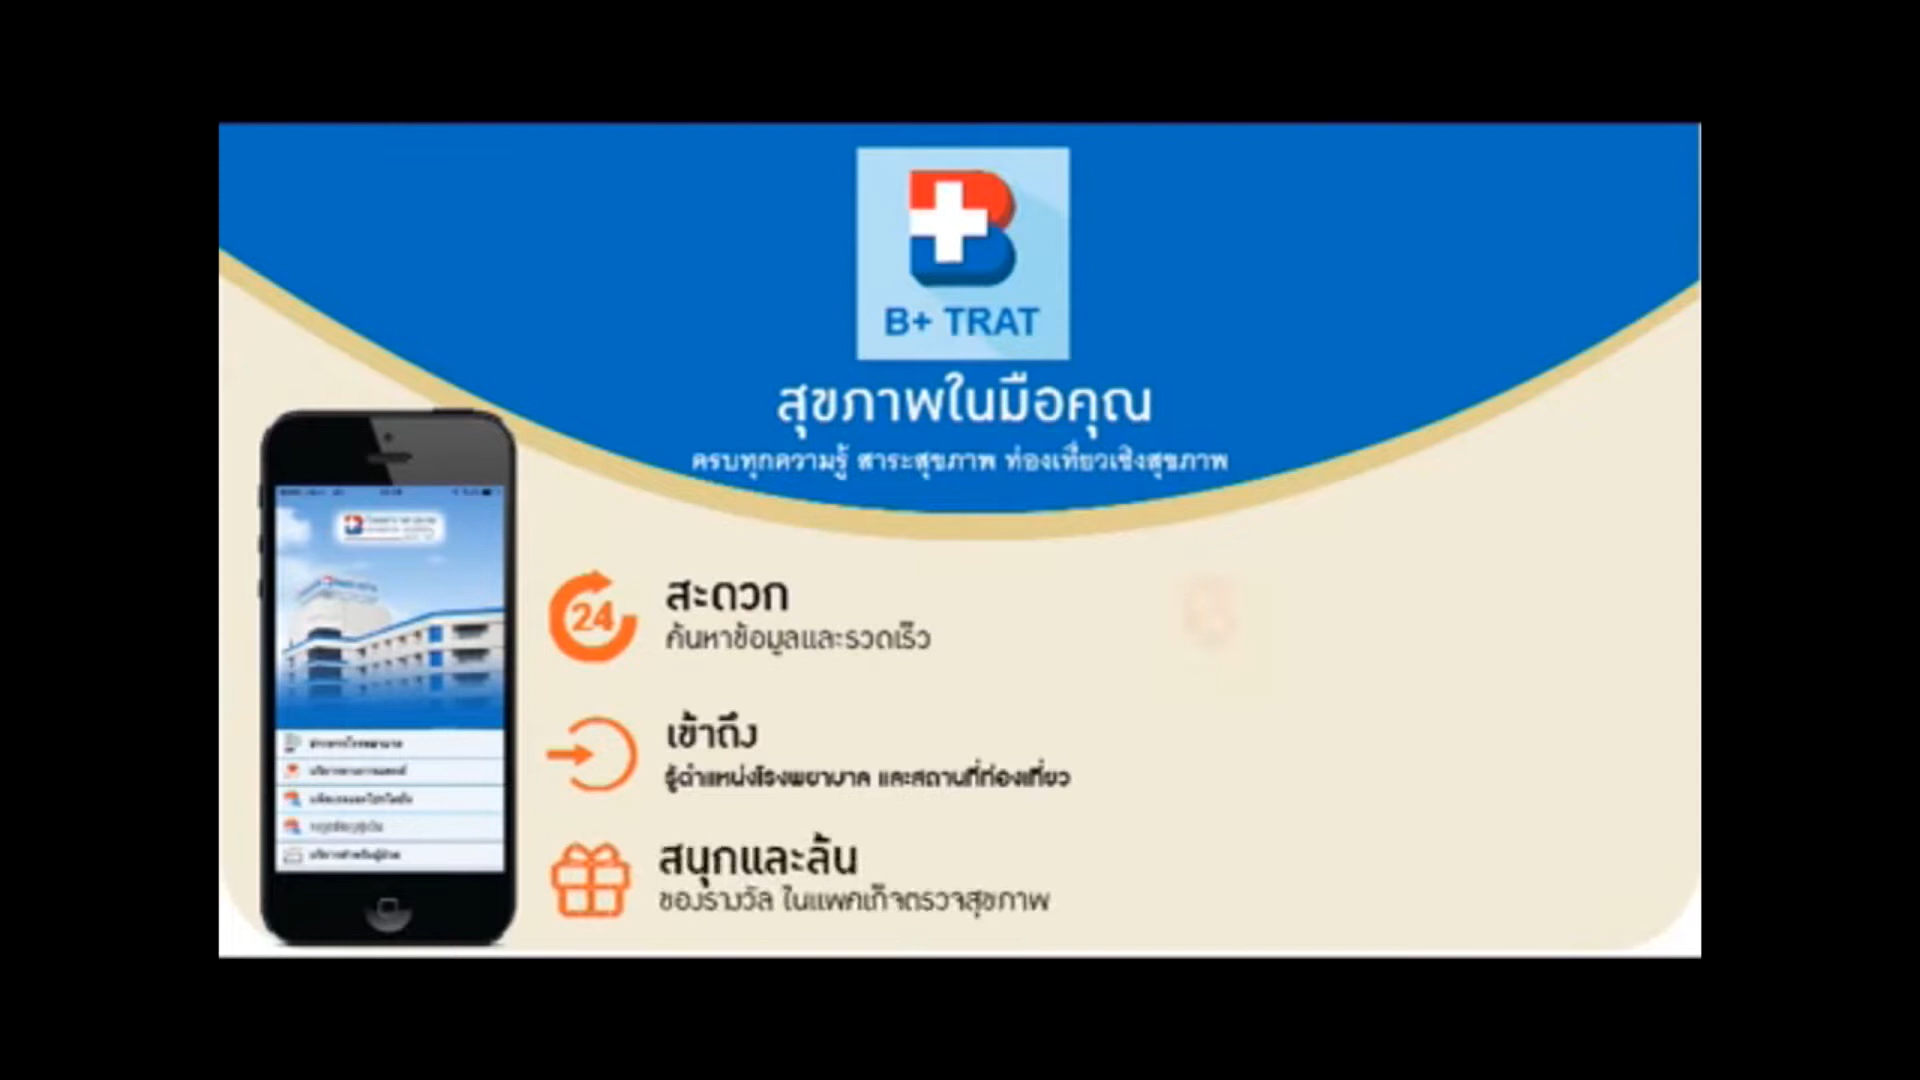 B+ TRAT
สุขภาพในมือคุณ
ครบทุกความรู้ สาระสุขภาพ ท่องเที่ยวเชิงสุขภาพ
24
สะดวก
ค้นหาข้อมูลและรวดเร็ว
เข้าถึง
รู้ตำแหน่งโรงพยาบาล และสถานที่ท่องเที่ยว
สนุกและลุ้น
ของรางวัล ในแพคเก็จตรวจสุขภาพ